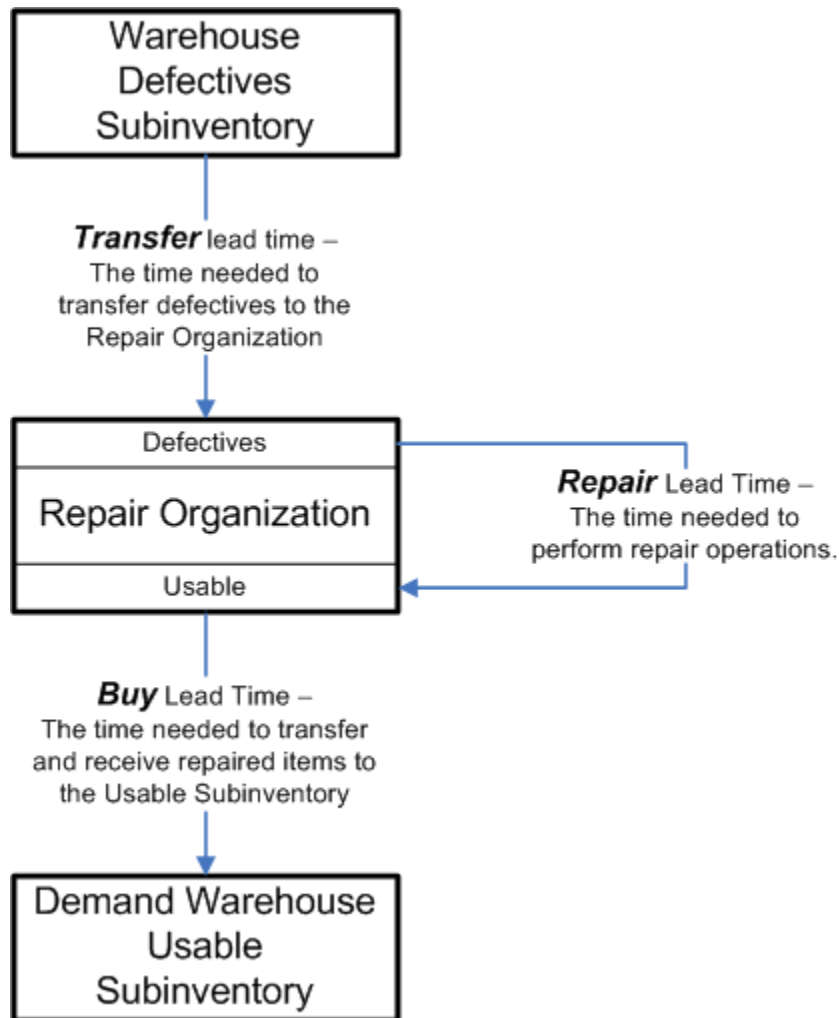 Warehouse
Defectives
Subinventory
Transfer lead time –
The time needed to
transfer defectives to the
Repair Organization
Defectives
Repair Organization
Usable
Repair Lead Time –
The time needed to
perform repair operations.
Buy Lead Time –
The time needed to transfer
and receive repaired items to
the Usable Subinventory
Demand Warehouse
Usable
Subinventory